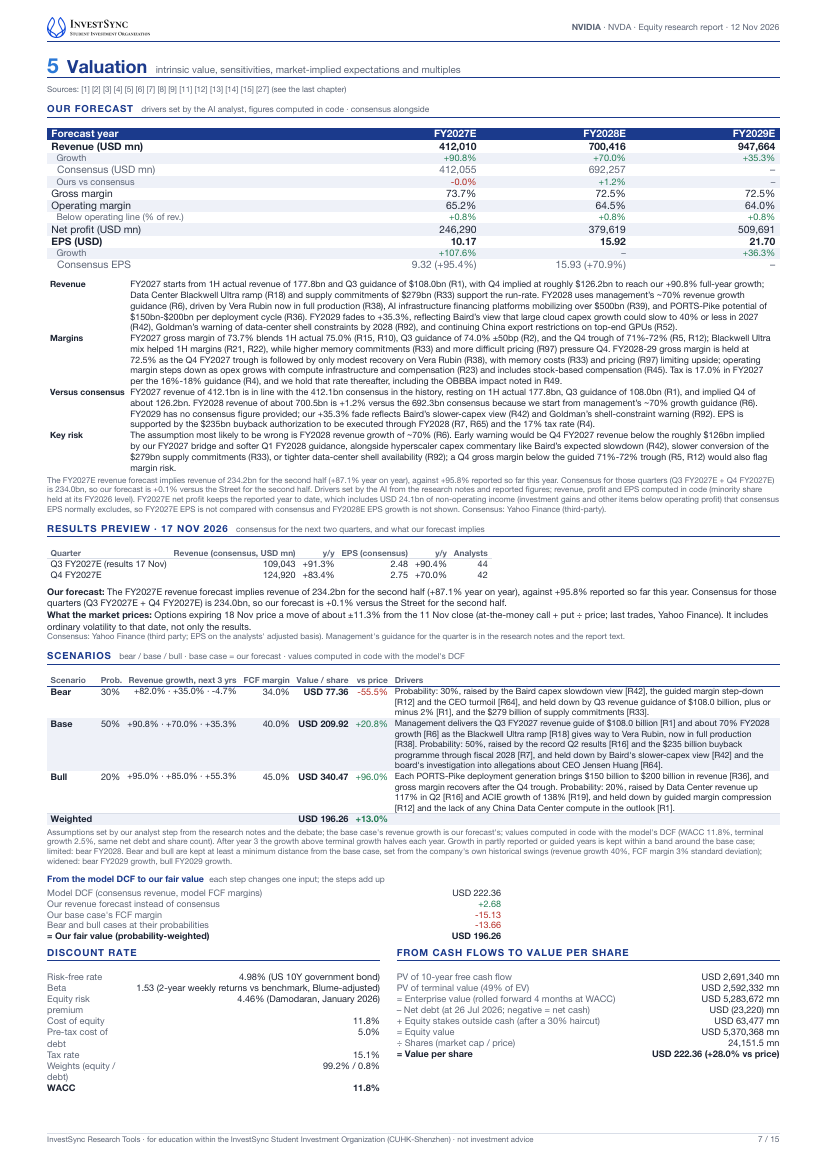 INVESTSYNC
STUDENT INVESTMENT ORGANIZATION
NVIDIA · NVDA · Equity research report · 12 Nov 2026
5 Valuation intrinsic value, sensitivities, market-implied expectations and multiples
Sources: [1] [2] [3] [4] [5] [6] [7] [8] [9] [11] [12] [13] [14] [15] [27] (see the last chapter)
OUR FORECAST drivers set by the AI analyst, figures computed in code · consensus alongside
Forecast year FY2027E FY2028E FY2029E
Revenue (USD mn) 412,010 700,416 947,664
Growth +90.8% +70.0% +35.3%
Consensus (USD mn) 412,055 692,257 –
Ours vs consensus -0.0% +1.2% –
Gross margin 73.7% 72.5% 72.5%
Operating margin 65.2% 64.5% 64.0%
Below operating line (% of rev.) +0.8% +0.8% +0.8%
Net profit (USD mn) 246,290 379,619 509,691
EPS (USD) 10.17 15.92 21.70
Growth +107.6% – +36.3%
Consensus EPS 9.32 (+95.4%) 15.93 (+70.9%) –
Revenue FY2027 starts from 1H actual revenue of 177.8bn and Q3 guidance of $108.0bn (R1), with Q4 implied at roughly $126.2bn to reach our +90.8% full-year growth;
Data Center Blackwell Ultra ramp (R18) and supply commitments of $279bn (R33) support the run-rate. FY2028 uses management's ~70% revenue growth
guidance (R6), driven by Vera Rubin now in full production (R38), AI infrastructure financing platforms mobilizing over $500bn (R39), and PORTS-Pike potential of
$150bn-$200bn per deployment cycle (R36). FY2029 fades to +35.3%, reflecting Baird's view that large cloud capex growth could slow to 40% or less in 2027
(R42), Goldman's warning of data-center shell constraints by 2028 (R92), and continuing China export restrictions on top-end GPUs (R52).
Margins FY2027 gross margin of 73.7% blends 1H actual 75.0% (R15, R10), Q3 guidance of 74.0% ±50bp (R2), and the Q4 trough of 71%-72% (R5, R12); Blackwell Ultra
mix helped 1H margins (R21, R22), while higher memory commitments (R33) and more difficult pricing (R97) pressure Q4. FY2028-29 gross margin is held at
72.5% as the Q4 FY2027 trough is followed by only modest recovery on Vera Rubin (R38), with memory costs (R33) and pricing (R97) limiting upside; operating
margin steps down as opex grows with compute infrastructure and compensation (R23) and includes stock-based compensation (R45). Tax is 17.0% in FY2027
per the 16%-18% guidance (R4), and we hold that rate thereafter, including the OBBBA impact noted in R49.
Versus consensus FY2027 revenue of 412.1bn is in line with the 412.1bn consensus in the history, resting on 1H actual 177.8bn, Q3 guidance of 108.0bn (R1), and implied Q4 of
about 126.2bn. FY2028 revenue of about 700.5bn is +1.2% versus the 692.3bn consensus because we start from management's ~70% growth guidance (R6).
FY2029 has no consensus figure provided; our +35.3% fade reflects Baird's slower-capex view (R42) and Goldman's shell-constraint warning (R92). EPS is
supported by the $235bn buyback authorization to be executed through FY2028 (R7, R65) and the 17% tax rate (R4).
Key risk The assumption most likely to be wrong is FY2028 revenue growth of ~70% (R6). Early warning would be Q4 FY2027 revenue below the roughly $126bn implied
by our FY2027 bridge and softer Q1 FY2028 guidance, alongside hyperscaler capex commentary like Baird's expected slowdown (R42), slower conversion of the
$279bn supply commitments (R33), or tighter data-center shell availability (R92); a Q4 gross margin below the guided 71%-72% trough (R5, R12) would also flag
margin risk.
The FY2027E revenue forecast implies revenue of 234.2bn for the second half (+87.1% year on year), against +95.8% reported so far this year. Consensus for those quarters (Q3 FY2027E + Q4 FY2027E)
is 234.0bn, so our forecast is +0.1% versus the Street for the second half. Drivers set by the AI from the research notes and reported figures; revenue, profit and EPS computed in code (minority share
held at its FY2026 level). FY2027E net profit keeps the reported year to date, which includes USD 24.1bn of non-operating income (investment gains and other items below operating profit) that consensus
EPS normally excludes, so FY2027E EPS is not compared with consensus and FY2028E EPS growth is not shown. Consensus: Yahoo Finance (third-party).
RESULTS PREVIEW · 17 NOV 2026 consensus for the next two quarters, and what our forecast implies
Quarter Revenue (consensus, USD mn) y/y EPS (consensus) y/y Analysts
Q3 FY2027E (results 17 Nov) 109,043 +91.3% 2.48 +90.4% 44
Q4 FY2027E 124,920 +83.4% 2.75 +70.0% 42
Our forecast: The FY2027E revenue forecast implies revenue of 234.2bn for the second half (+87.1% year on year), against +95.8% reported so far this year. Consensus for those
quarters (Q3 FY2027E + Q4 FY2027E) is 234.0bn, so our forecast is +0.1% versus the Street for the second half.
What the market prices: Options expiring 18 Nov price a move of about ±11.3% from the 11 Nov close (at-the-money call + put ÷ price; last trades, Yahoo Finance). It includes
ordinary volatility to that date, not only the results.
Consensus: Yahoo Finance (third party; EPS on the analysts' adjusted basis). Management's guidance for the quarter is in the research notes and the report text.
SCENARIOS bear / base / bull · base case = our forecast · values computed in code with the model's DCF
Scenario Prob. Revenue growth, next 3 yrs FCF margin Value / share vs price Drivers
Bear 30% +82.0% · +35.0% · -4.7% 34.0% USD 77.36 -55.5% Probability: 30%, raised by the Baird capex slowdown view [R42], the guided margin step-down
[R12] and the CEO turmoil [R64], and held down by Q3 revenue guidance of $108.0 billion, plus or
minus 2% [R1], and the $279 billion of supply commitments [R33].
Base 50% +90.8% · +70.0% · +35.3% 40.0% USD 209.92 +20.8% Management delivers the Q3 FY2027 revenue guide of $108.0 billion [R1] and about 70% FY2028
growth [R6] as the Blackwell Ultra ramp [R18] gives way to Vera Rubin, now in full production
[R38]. Probability: 50%, raised by the record Q2 results [R16] and the $235 billion buyback
programme through fiscal 2028 [R7], and held down by Baird's slower-capex view [R42] and the
board's investigation into allegations about CEO Jensen Huang [R64].
Bull 20% +95.0% · +85.0% · +55.3% 45.0% USD 340.47 +96.0% Each PORTS-Pike deployment generation brings $150 billion to $200 billion in revenue [R36], and
gross margin recovers after the Q4 trough. Probability: 20%, raised by Data Center revenue up
117% in Q2 [R16] and ACIE growth of 138% [R19], and held down by guided margin compression
[R12] and the lack of any China Data Center compute in the outlook [R1].
Weighted USD 196.26 +13.0%
Assumptions set by our analyst step from the research notes and the debate; the base case's revenue growth is our forecast's; values computed in code with the model's DCF (WACC 11.8%, terminal
growth 2.5%, same net debt and share count). After year 3 the growth above terminal growth halves each year. Growth in partly reported or guided years is kept within a band around the base case;
limited: bear FY2028. Bear and bull are kept at least a minimum distance from the base case, set from the company's own historical swings (revenue growth 40%, FCF margin 3% standard deviation);
widened: bear FY2029 growth, bull FY2029 growth.
From the model DCF to our fair value each step changes one input; the steps add up
Model DCF (consensus revenue, model FCF margins) USD 222.36
Our revenue forecast instead of consensus +2.68
Our base case's FCF margin -15.13
Bear and bull cases at their probabilities -13.66
= Our fair value (probability-weighted) USD 196.26
DISCOUNT RATE
Risk-free rate 4.98% (US 10Y government bond)
Beta 1.53 (2-year weekly returns vs benchmark, Blume-adjusted)
Equity risk 4.46% (Damodaran, January 2026)
premium
Cost of equity 11.8%
Pre-tax cost of 5.0%
debt
Tax rate 15.1%
Weights (equity / 99.2% / 0.8%
debt)
WACC 11.8%
FROM CASH FLOWS TO VALUE PER SHARE
PV of 10-year free cash flow USD 2,691,340 mn
PV of terminal value (49% of EV) USD 2,592,332 mn
= Enterprise value (rolled forward 4 months at WACC) USD 5,283,672 mn
– Net debt (at 26 Jul 2026; negative = net cash) USD (23,220) mn
+ Equity stakes outside cash (after a 30% haircut) USD 63,477 mn
= Equity value USD 5,370,368 mn
÷ Shares (market cap / price) 24,151.5 mn
= Value per share USD 222.36 (+28.0% vs price)
InvestSync Research Tools · for education within the InvestSync Student Investment Organization (CUHK-Shenzhen) · not investment advice
7 / 15